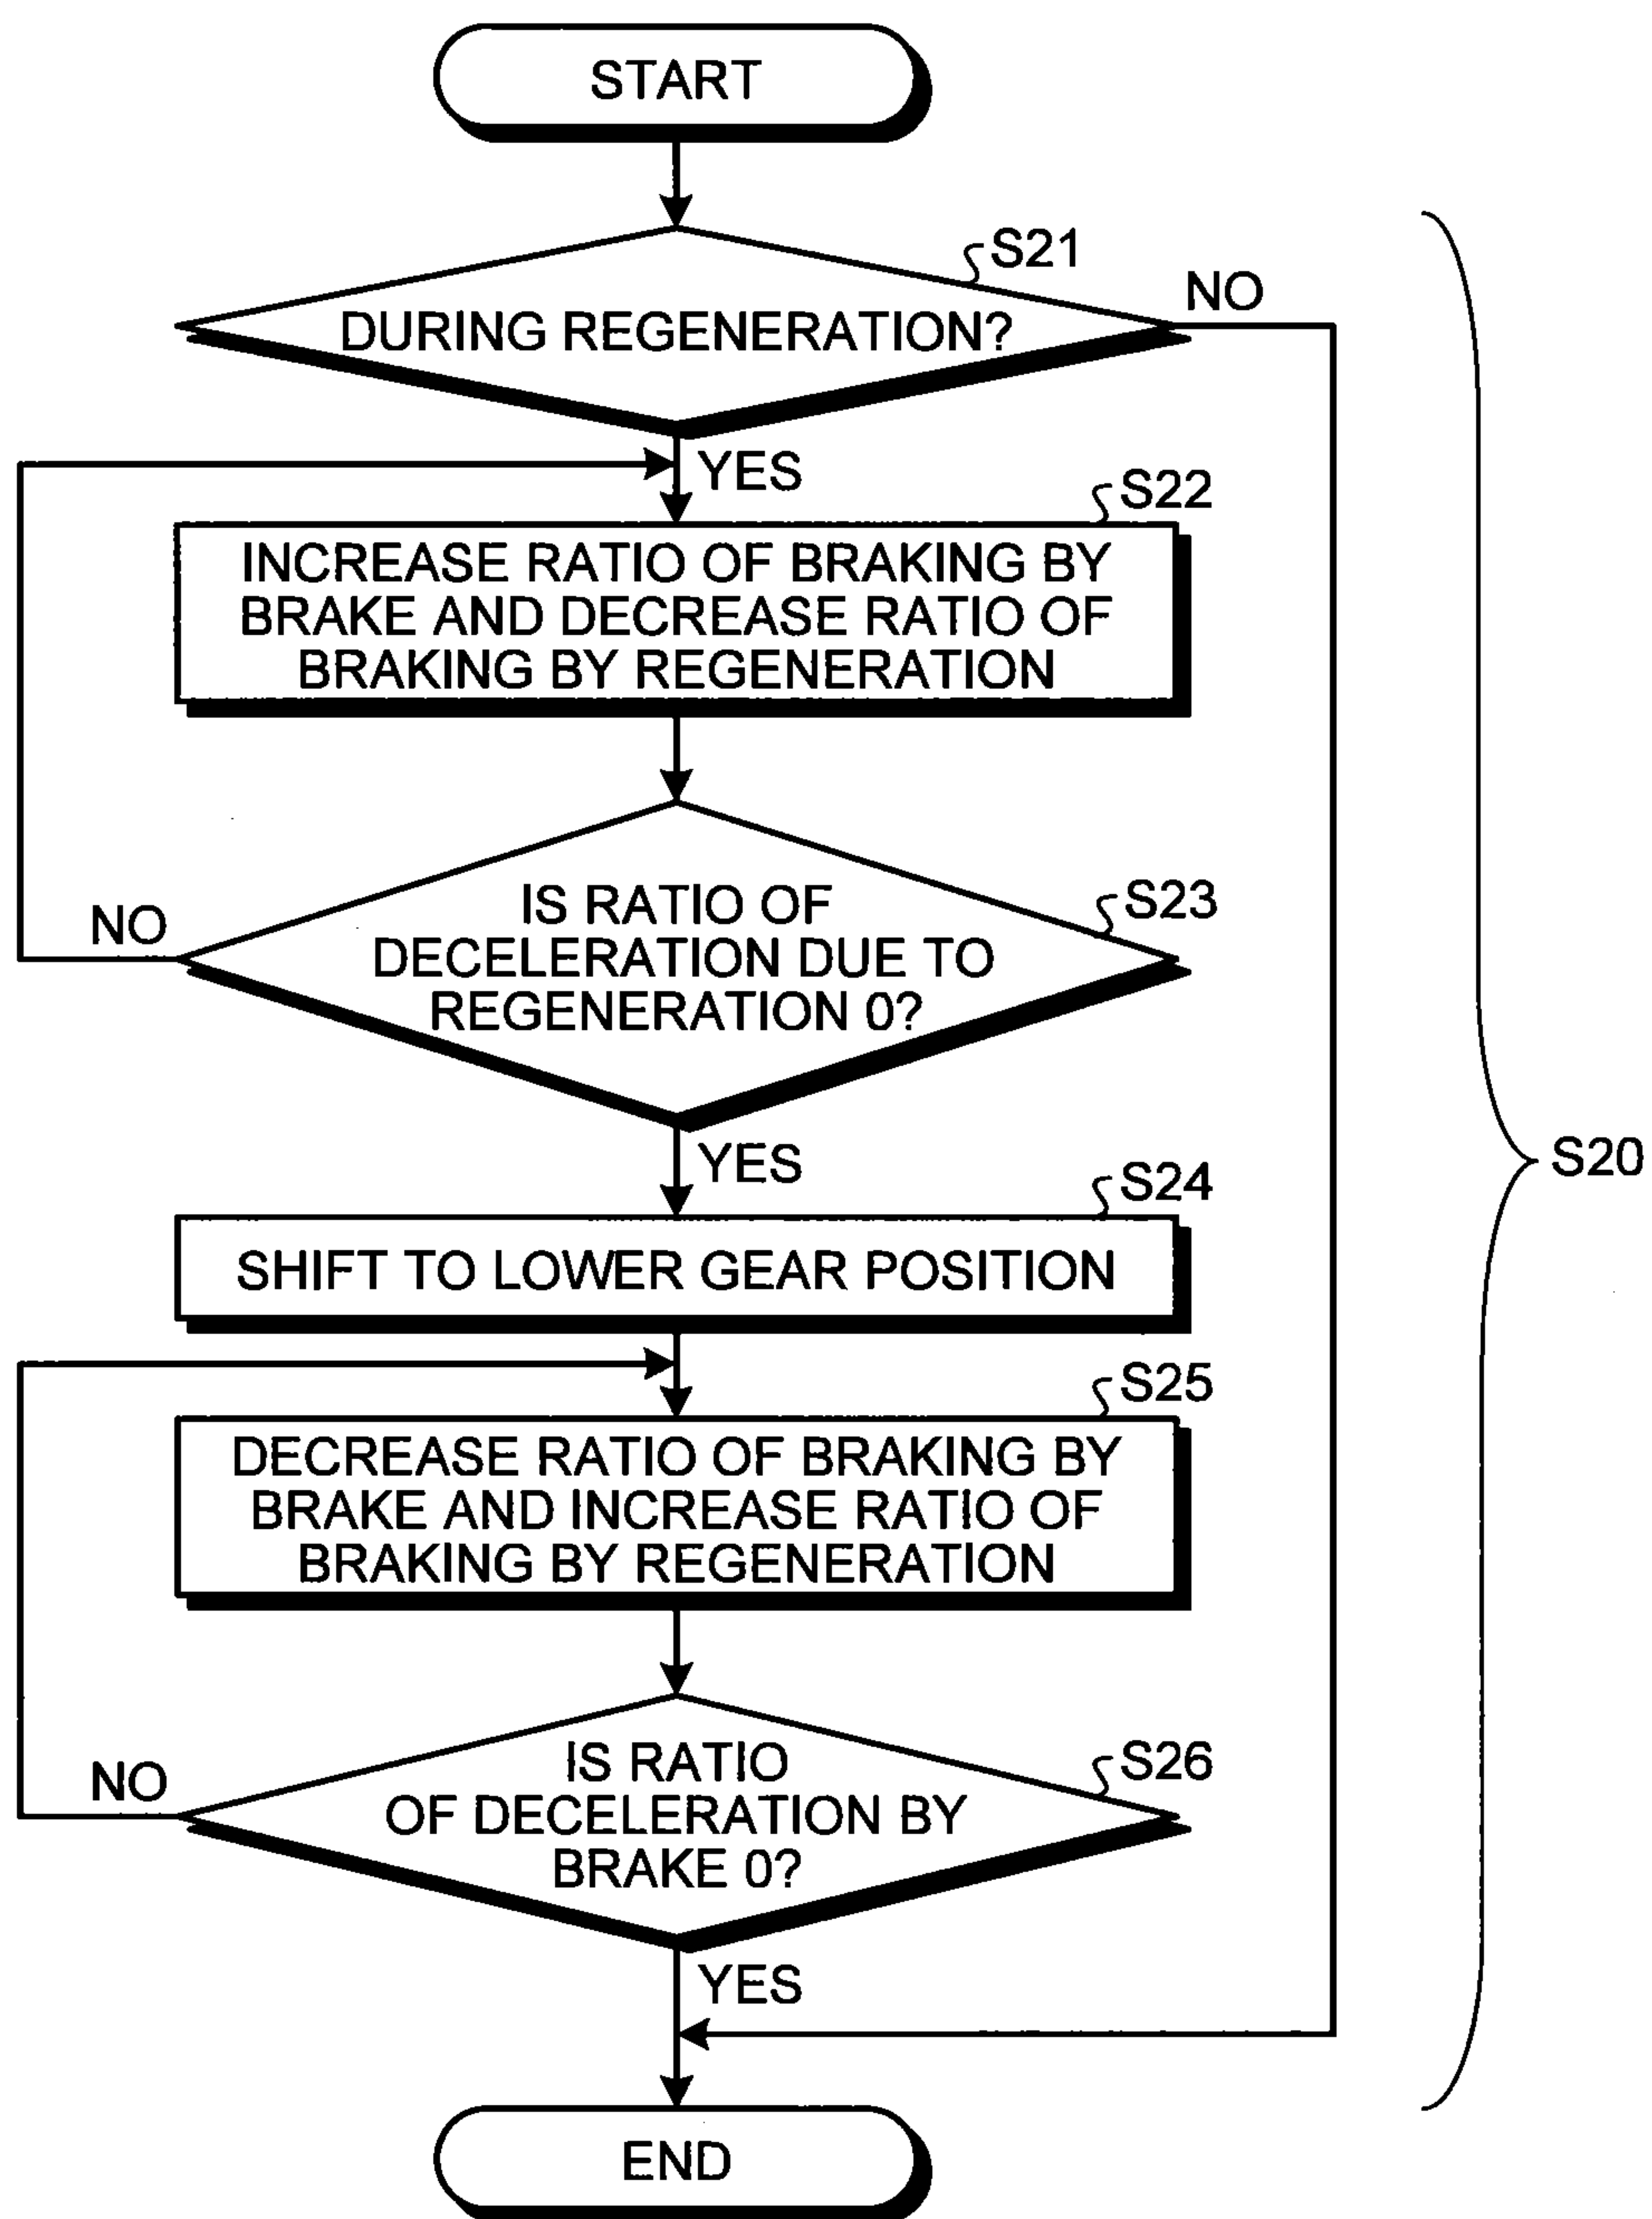 START
S21
NO
DURING REGENERATION?
YES
S22
INCREASE RATIO OF BRAKING BY
BRAKE AND DECREASE RATIO OF
BRAKING BY REGENERATION
S23
NO
IS RATIO OF
DECELERATION DUE TO
REGENERATION 0?
S20
YES
S24
SHIFT TO LOWER GEAR POSITION
S25
DECREASE RATIO OF BRAKING BY
BRAKE AND INCREASE RATIO OF
BRAKING BY REGENERATION
S26
NO
IS RATIO
OF DECELERATION BY
BRAKE 0?
YES
END